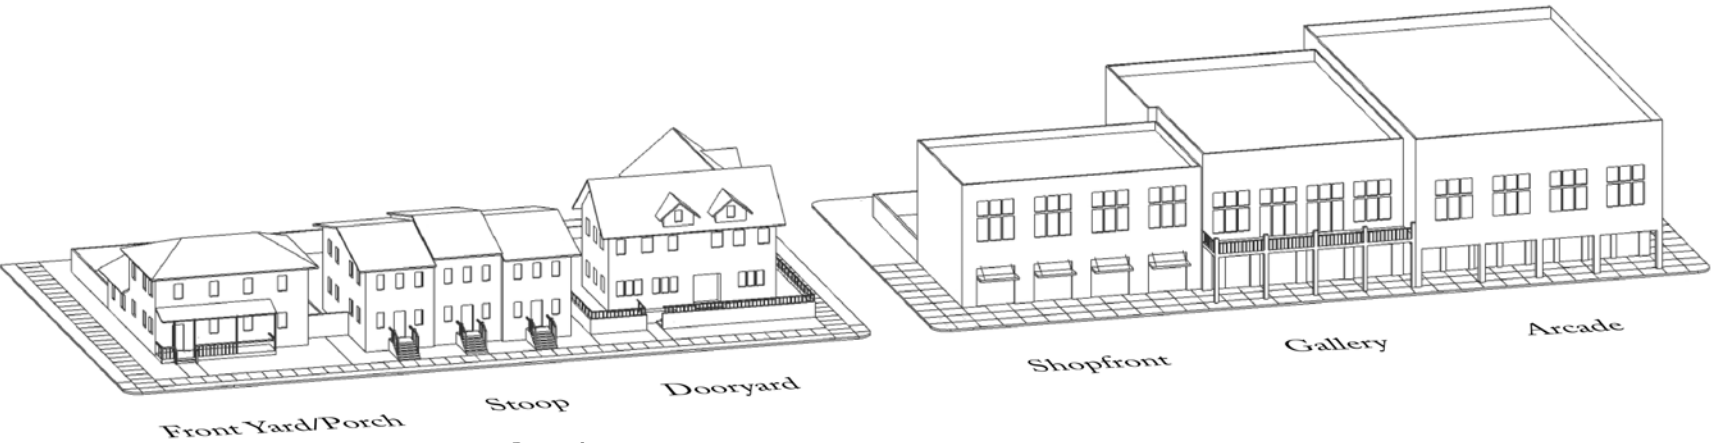 Front Yard/Porch
Stoop
Dooryard
Shopfront
Gallery
Arcade